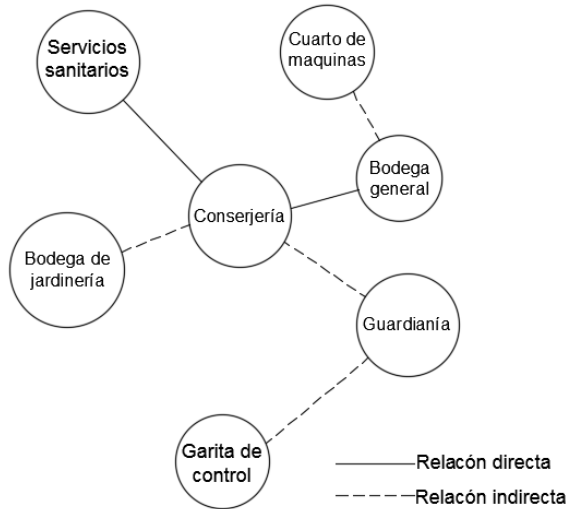 Servicios
sanitarios
Cuarto de
maquinas
Bodega
general
Conserjería
Bodega de
jardinería
Guardianía
Garita de
control
Relacón directa
Relacón indirecta